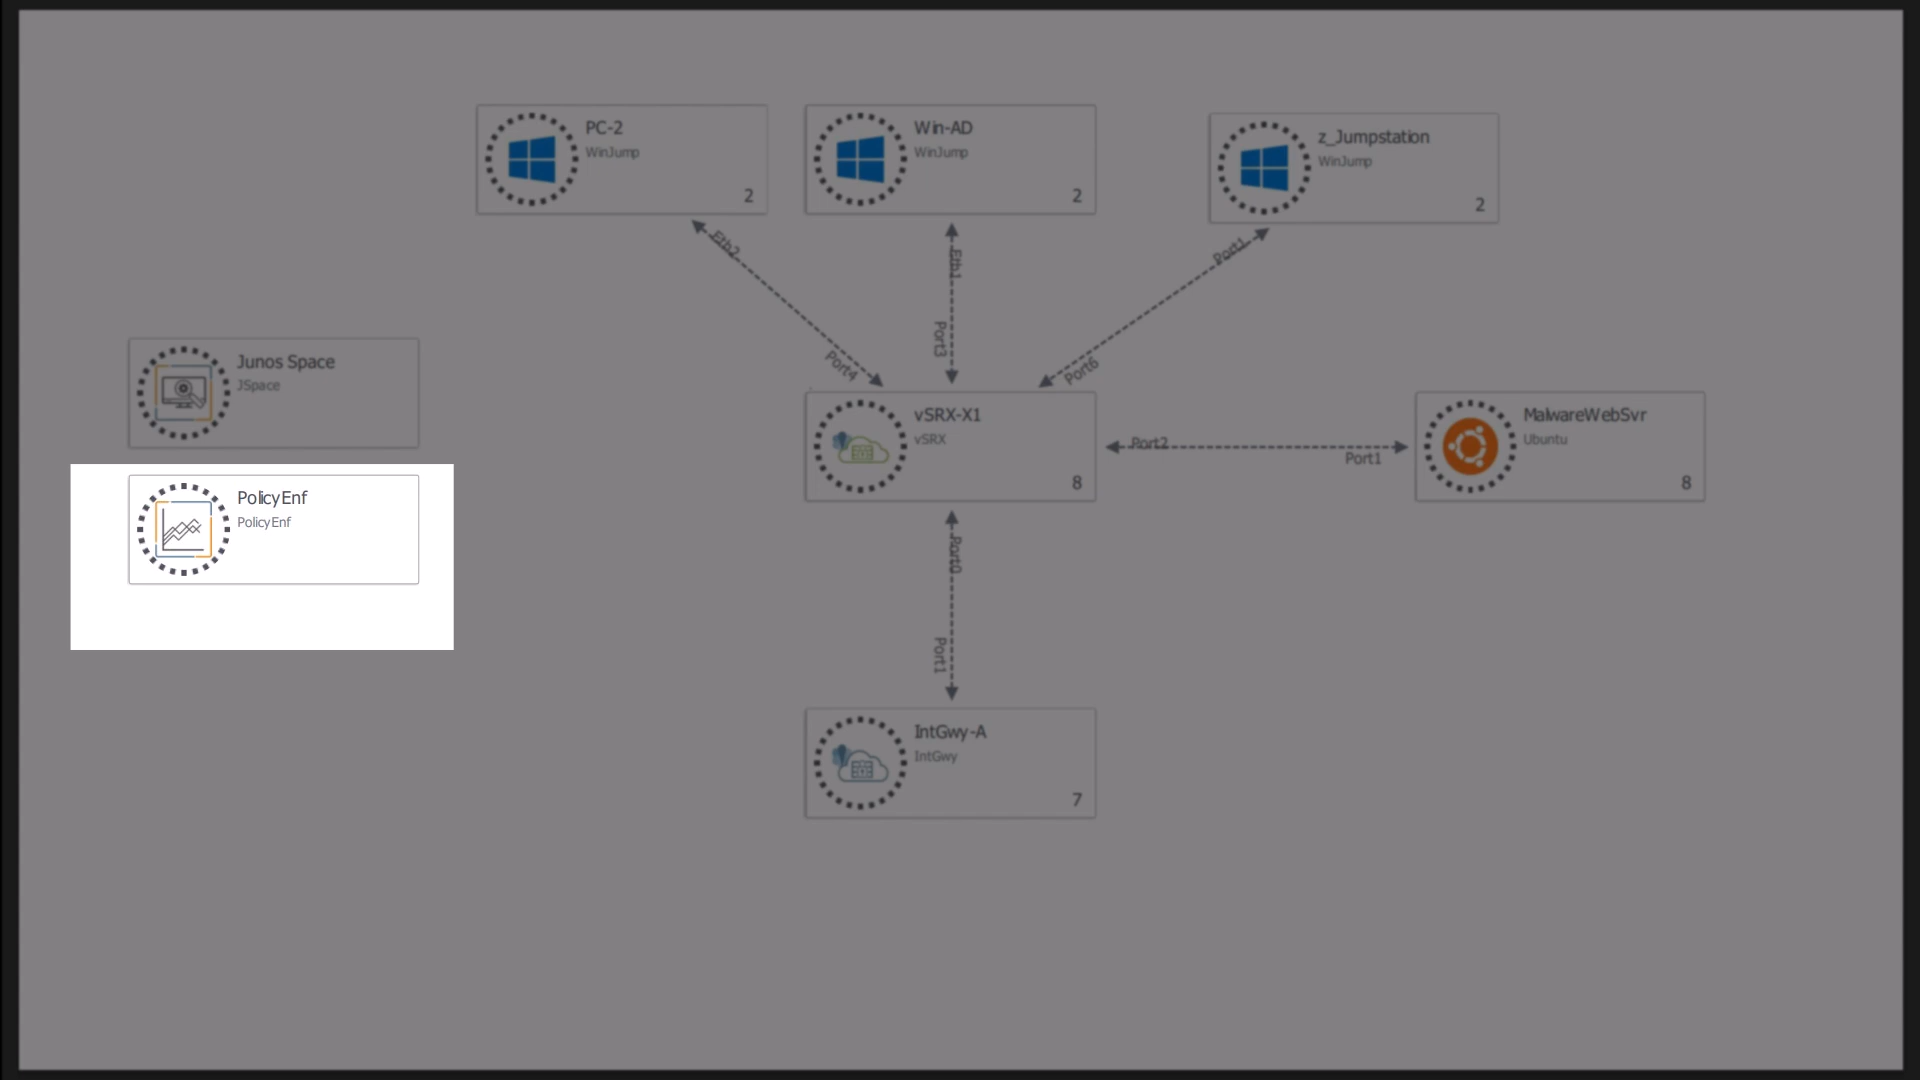 PC-2
WinJump
2
Win-AD
WinJump
2
z_Jumpstation
WinJump
2
Eth2
Eth1
Port1
Port4
Port3
Port6
Junos Space
JSpace
vSRX-X1
vSRX
8
Port2
Port1
MalwareWebSvr
Ubuntu
8
PolicyEnf
PolicyEnf
Port0
Port1
IntGwy-A
IntGwy
7